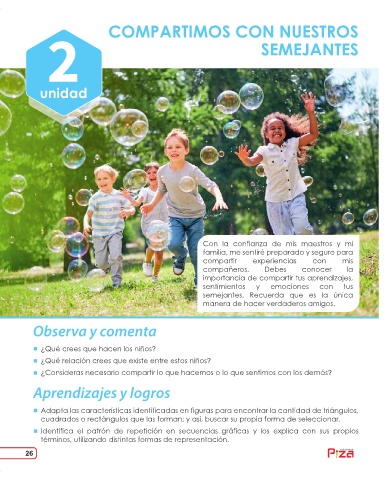 COMPARTIMOS CON NUESTROS
SEMEJANTES
2
unidad
Con la confianza de mis maestros y mi
familia, me sentiré preparado y seguro para
compartir experiencias con mis
compañeros. Debes conocer la
importancia de compartir tus aprendizajes,
sentimientos y emociones con tus
semejantes. Recuerda que es la única
manera de hacer verdaderos amigos.
Observa y comenta
¿Qué crees que hacen los niños?
¿Qué relación crees que existe entre estos niños?
¿Consideras necesario compartir lo que hacemos o lo que sentimos con los demás?
Aprendizajes y logros
Adapta las características identificadas en figuras para encontrar la cantidad de triángulos,
cuadrados o rectángulos que las forman; y así, buscar su propia forma de seleccionar.
Identifica el patrón de repetición en secuencias gráficas y los explica con sus propios
términos, utilizando distintas formas de representación.
26
Piza